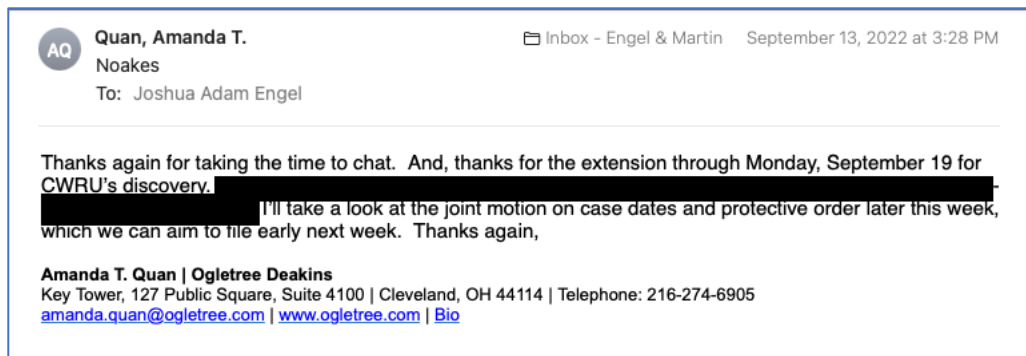 AQ
Quan, Amanda T.
Inbox - Engel & Martin
September 13, 2022 at 3:28 PM
Noakes
To: Joshua Adam Engel
Thanks again for taking the time to chat.  And, thanks for the extension through Monday, September 19 for
CWRU's discovery.
I'll take a look at the joint motion on case dates and protective order later this week,
which we can aim to file early next week.  Thanks again,
Amanda T. Quan | Ogletree Deakins
Key Tower, 127 Public Square, Suite 4100 | Cleveland, OH 44114 | Telephone: 216-274-6905
amanda.quan@ogletree.com | www.ogletree.com | Bio